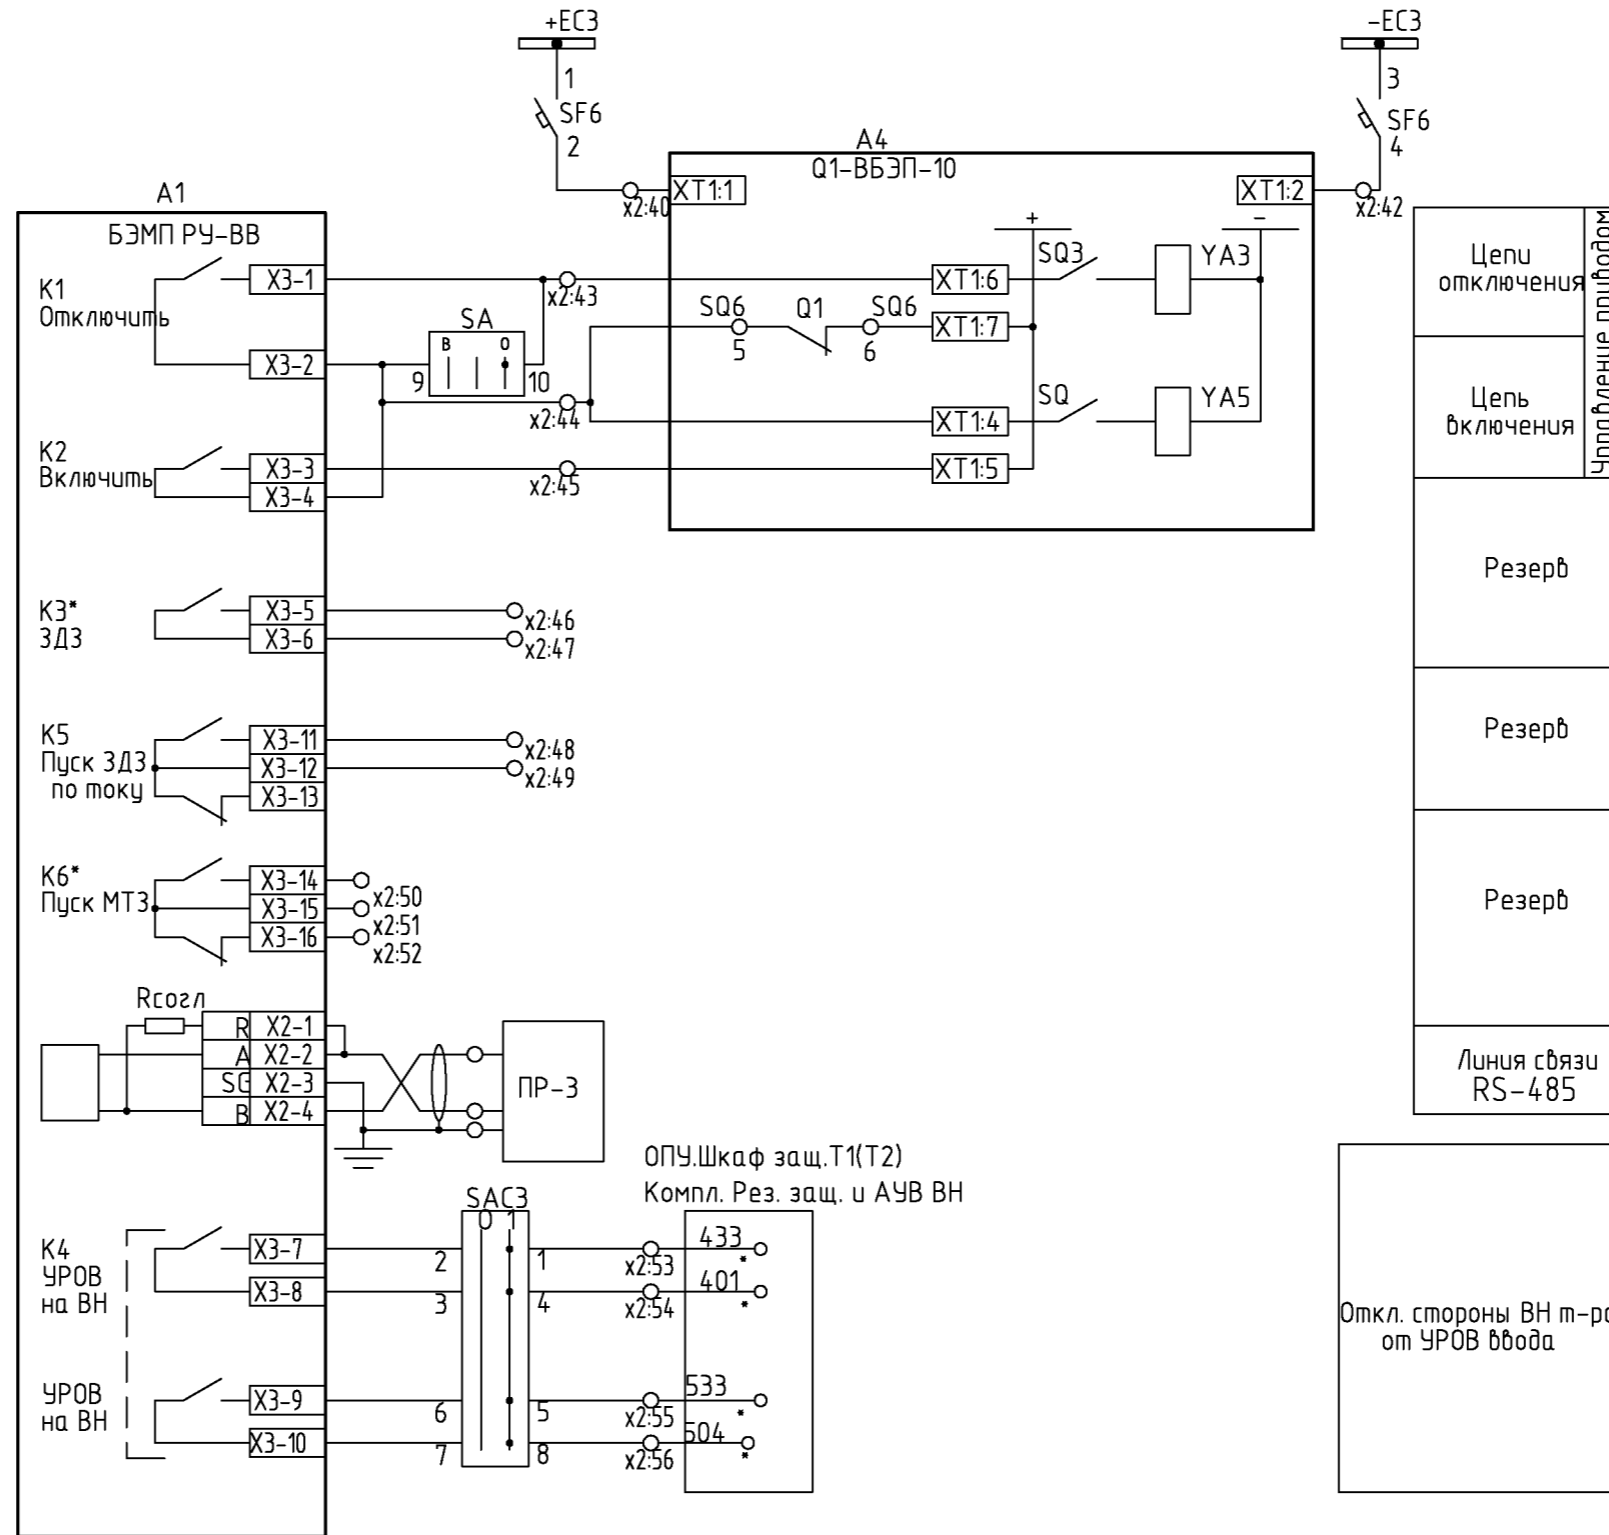 +EC3
-EC3
1
SF6
2
3
SF6
4
A4
Q1-ВБЭП-10
XT1:1
XT1:2
x2:40
x2:42
A1
БЭМП РУ-ВВ
K1
Отключить
X3-1
X3-2
x2:43
SA
В
О
9
10
x2:44
K2
Включить
X3-3
X3-4
x2:45
+
-
XT1:6
SQ3
YA3
SQ6
5
Q1
SQ6
6
XT1:7
XT1:4
SQ
YA5
XT1:5
Цепи
отключения
Цепь
включения
Управление приводом
K3*
ЗДЗ
X3-5
X3-6
x2:46
x2:47
Резерв
K5
Пуск ЗДЗ
по току
X3-11
X3-12
X3-13
x2:48
x2:49
Резерв
K6*
Пуск МТЗ
X3-14
X3-15
X3-16
x2:50
x2:51
x2:52
Резерв
Rсогл
R X2-1
A X2-2
SG X2-3
B X2-4
ПР-3
Линия связи
RS-485
ОПУ.Шкаф защ.Т1(Т2)
Компл. Рез. защ. и АУВ ВН
SAC3
0 1
K4
УРОВ
на ВН
X3-7
X3-8
2
3
1
4
x2:53
x2:54
433
*
401
*
УРОВ
на ВН
X3-9
X3-10
6
7
5
8
x2:55
x2:56
533
*
504
*
Откл. стороны ВН
от УРОВ ввода